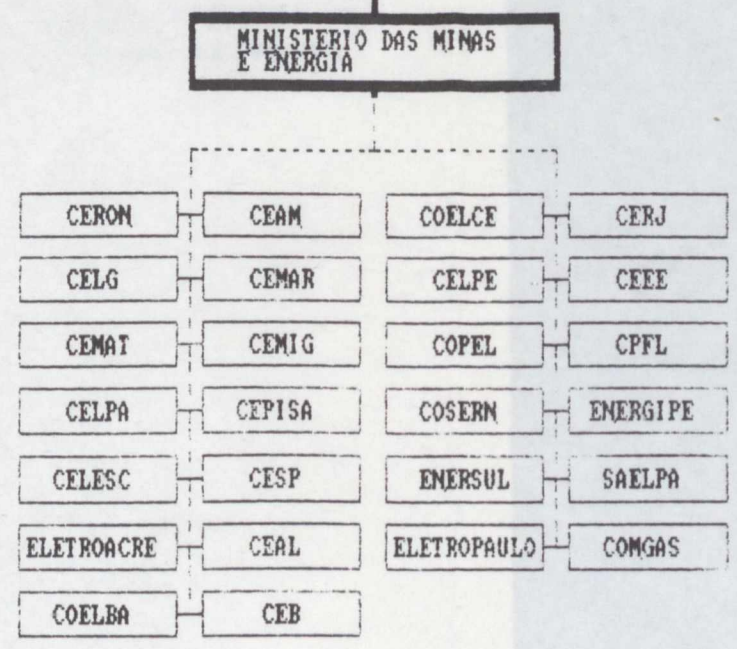 MINISTERIO DAS MINAS
E ENERGIA
CERON CEAM COELCE CERJ
CELG CEMAR CELPE CEEE
CEMAT CEMIG COPEL CPFL
CELPA CEPISA COSERN ENERGIPE
CELESC CESP ENERSUL SAELPA
ELETROACRE CEAL ELETROPAULO COMGAS
COELBA CEB